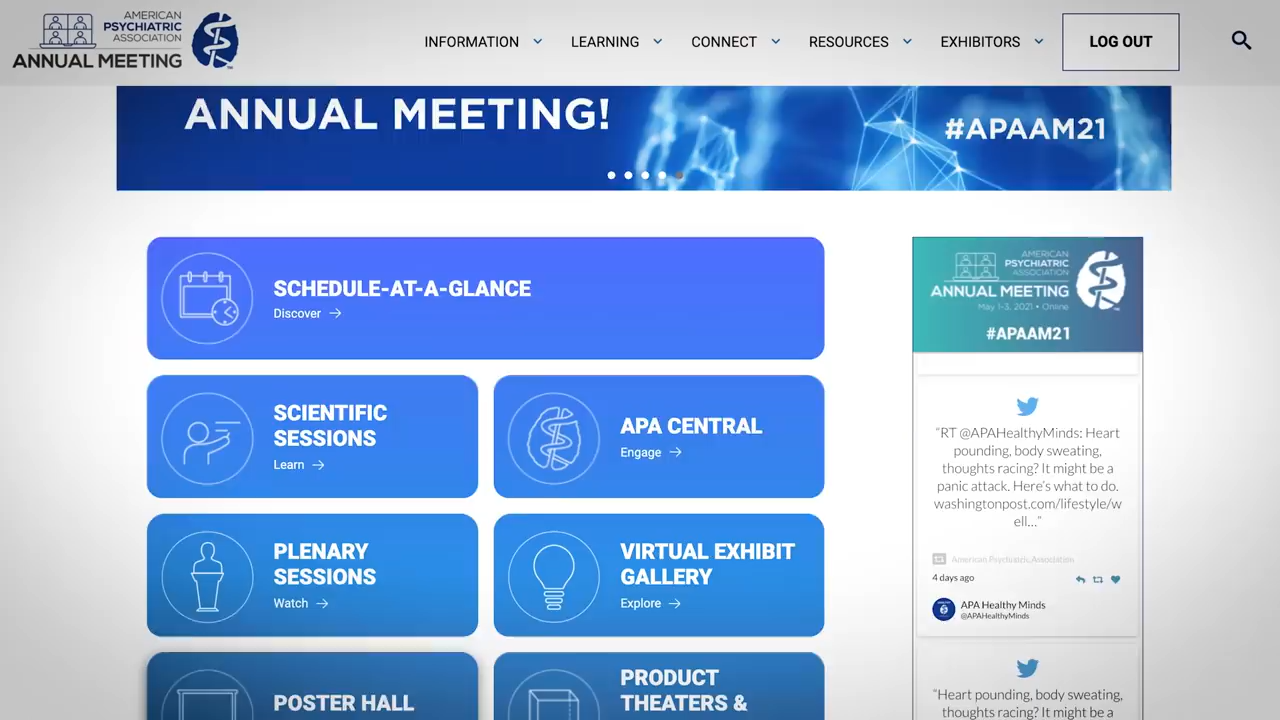 AMERICAN
PSYCHIATRIC
ASSOCIATION
ANNUAL MEETING
INFORMATION
LEARNING
CONNECT
RESOURCES
EXHIBITORS
LOG OUT
ANNUAL MEETING!
#APAAM21
SCHEDULE-AT-A-GLANCE
Discover
SCIENTIFIC
SESSIONS
Learn
APA CENTRAL
Engage
PLENARY
SESSIONS
Watch
VIRTUAL EXHIBIT
GALLERY
Explore
POSTER HALL
PRODUCT
THEATERS &
AMERICAN
PSYCHIATRIC
ASSOCIATION
ANNUAL MEETING
May 1-3, 2021 • Online
#APAAM21
“RT @APAHealthyMinds: Heart
pounding, body sweating,
thoughts racing? It might be a
panic attack. Here’s what to do.
washingtonpost.com/lifestyle/w
ell...”
American Psychiatric Association
4 days ago
APA Healthy Minds
@APAHealthyMinds
“Heart pounding, body sweating,
thoughts racing? It might be a